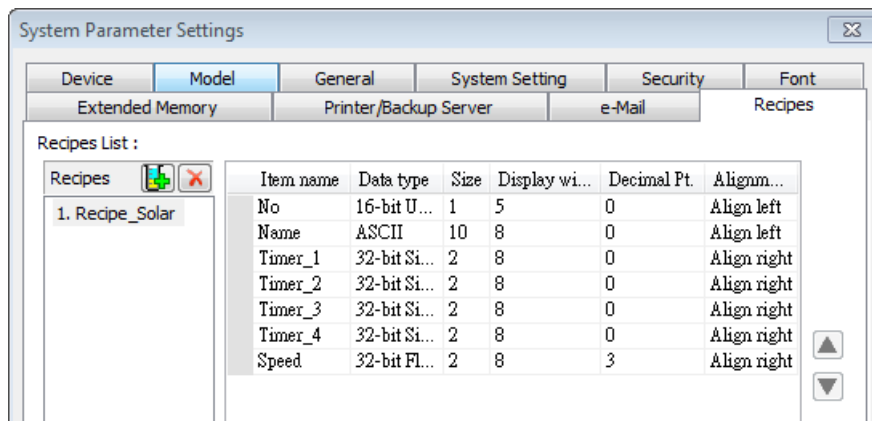 System Parameter Settings
Device Model General System Setting Security Font
Extended Memory Printer/Backup Server e-Mail Recipes
Recipes List :
Recipes Item name Data type Size Display wi... Decimal Pt. Alignm...
1. Recipe_Solar No 16-bit U... 1 5 0 Align left
Name ASCII 10 8 0 Align left
Timer_1 32-bit Si... 2 8 0 Align right
Timer_2 32-bit Si... 2 8 0 Align right
Timer_3 32-bit Si... 2 8 0 Align right
Timer_4 32-bit Si... 2 8 0 Align right
Speed 32-bit Fl... 2 8 3 Align right